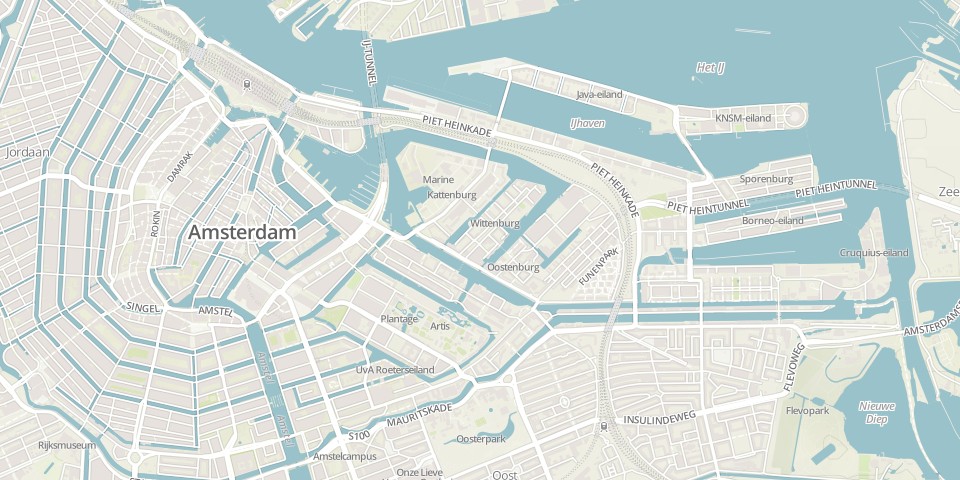 IJ-TUNNEL
Het IJ
Java-eiland
KNSM-eiland
IJhaven
PIET HEINKADE
Jordaan
DAMRAK
Marine
Kattenburg
PIET HEINKADE
Sporenburg
PIET HEINTUNNEL
Zee
PIET HEINTUNNEL
ROKIN
Amsterdam
Wittenburg
Borneo-eiland
Cruquius-eiland
Oostenburg
FUNENPARK
SINGEL
AMSTEL
Plantage
Artis
AMSTERDAMS
Amstel
UvA Roeterseiland
FLEVOWEG
MAURITSKADE
INSULINDEWEG
Flevopark
Nieuwe
Diep
Amstel
S100
Rijksmuseum
Oosterpark
Amstelcampus
Onze Lieve
Oost